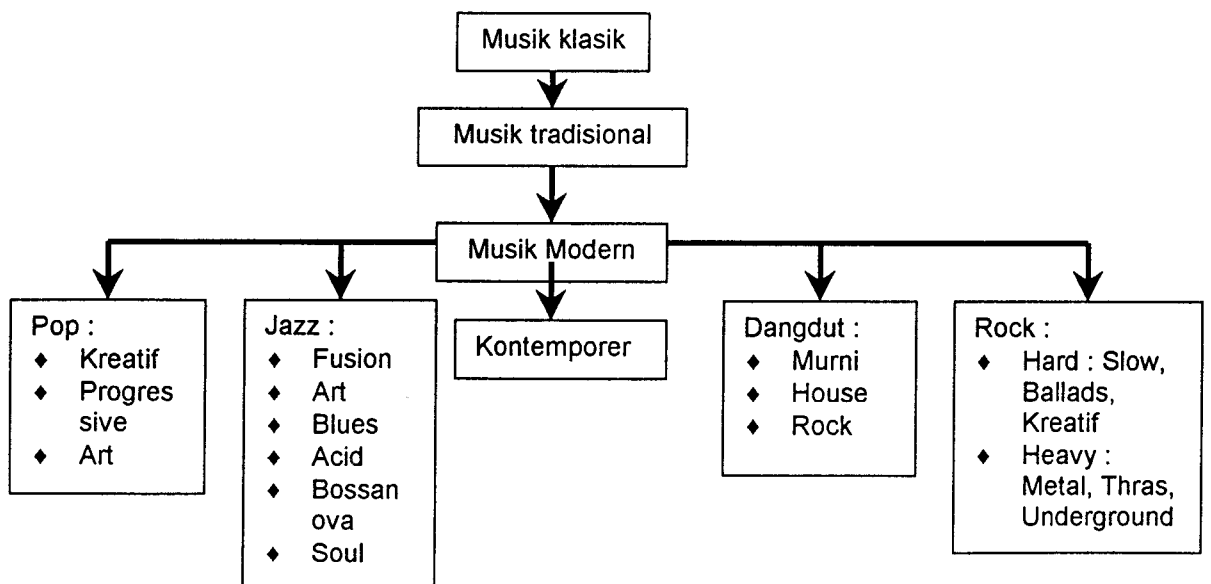 Musik klasik
Musik tradisional
Musik Modern
Pop :
♦ Kreatif
♦ Progres
sive
♦ Art
Jazz :
♦ Fusion
♦ Art
♦ Blues
♦ Acid
♦ Bossan
ova
♦ Soul
Kontemporer
Dangdut :
♦ Murni
♦ House
♦ Rock
Rock :
♦ Hard : Slow,
Ballads,
Kreatif
♦ Heavy :
Metal, Thras,
Underground